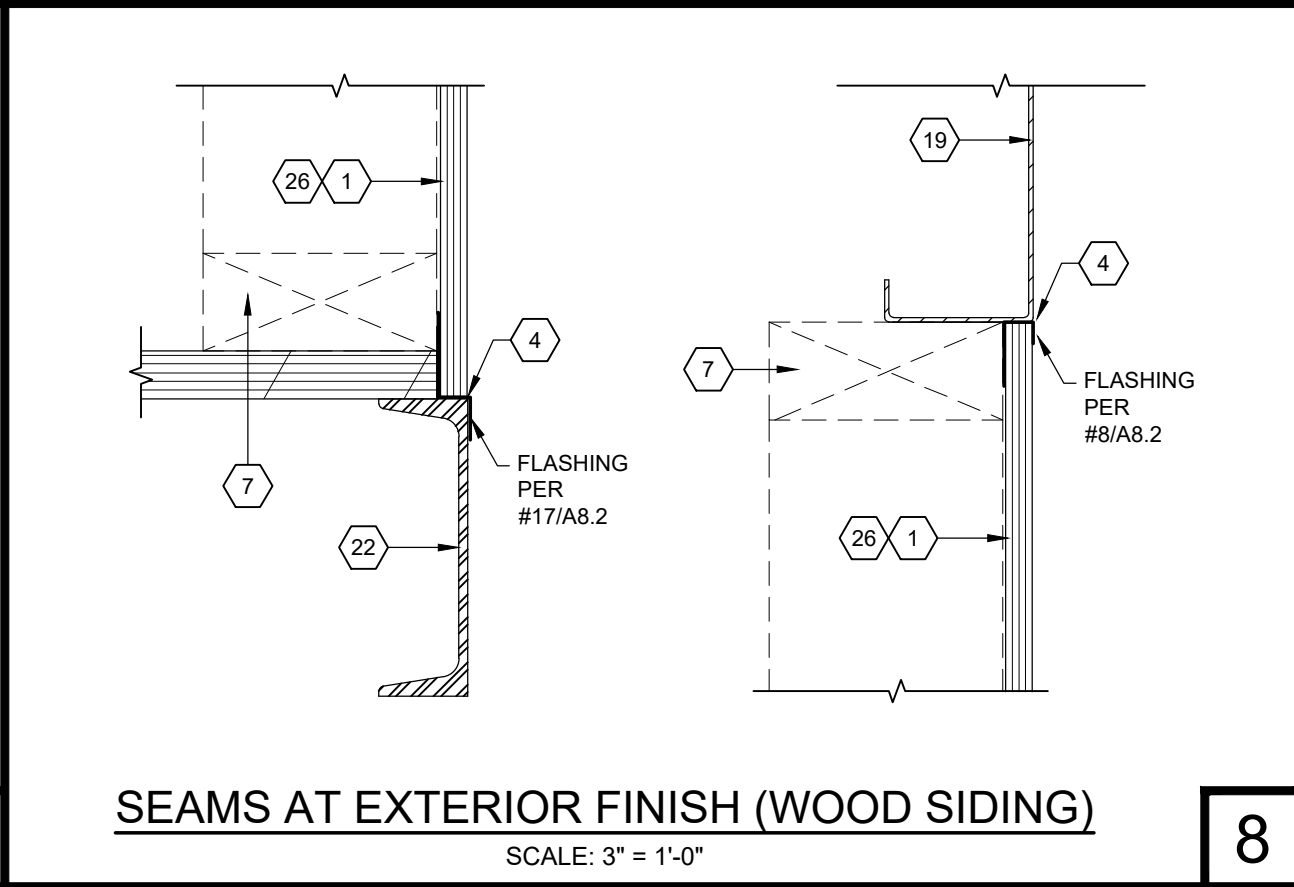 26 1
4
7
FLASHING
PER
#17/A8.2
22
19
4
7
FLASHING
PER
#8/A8.2
26 1
SEAMS AT EXTERIOR FINISH (WOOD SIDING)
SCALE: 3" = 1'-0"
8